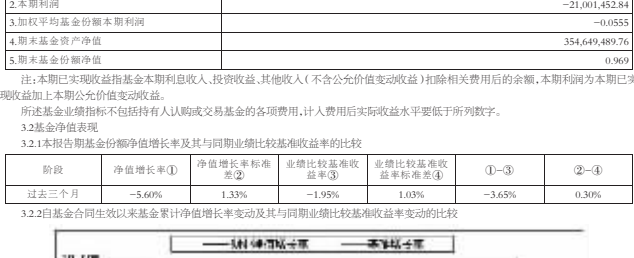 2.本期利润 -21,001,452.84
3.加权平均基金份额本期利润 -0.0555
4.期末基金资产净值 354,649,489.76
5.期末基金份额净值 0.969
注:本期已实现收益指基金本期利息收入、投资收益、其他收入(不含公允价值变动收益)扣除相关费用后的余额,本期利润为本期已实
现收益加上本期公允价值变动收益。
所述基金业绩指标不包括持有人认购或交易基金的各项费用,计入费用后实际收益水平要低于所列数字。
3.2基金净值表现
3.2.1本报告期基金份额净值增长率及其与同期业绩比较基准收益率的比较
阶段 净值增长率① 净值增长率标准差② 业绩比较基准收益率③ 业绩比较基准收益率标准差④ ①-③ ②-④
过去三个月 -5.60% 1.33% -1.95% 1.03% -3.65% 0.30%
3.2.2自基金合同生效以来基金累计净值增长率变动及其与同期业绩比较基准收益率变动的比较